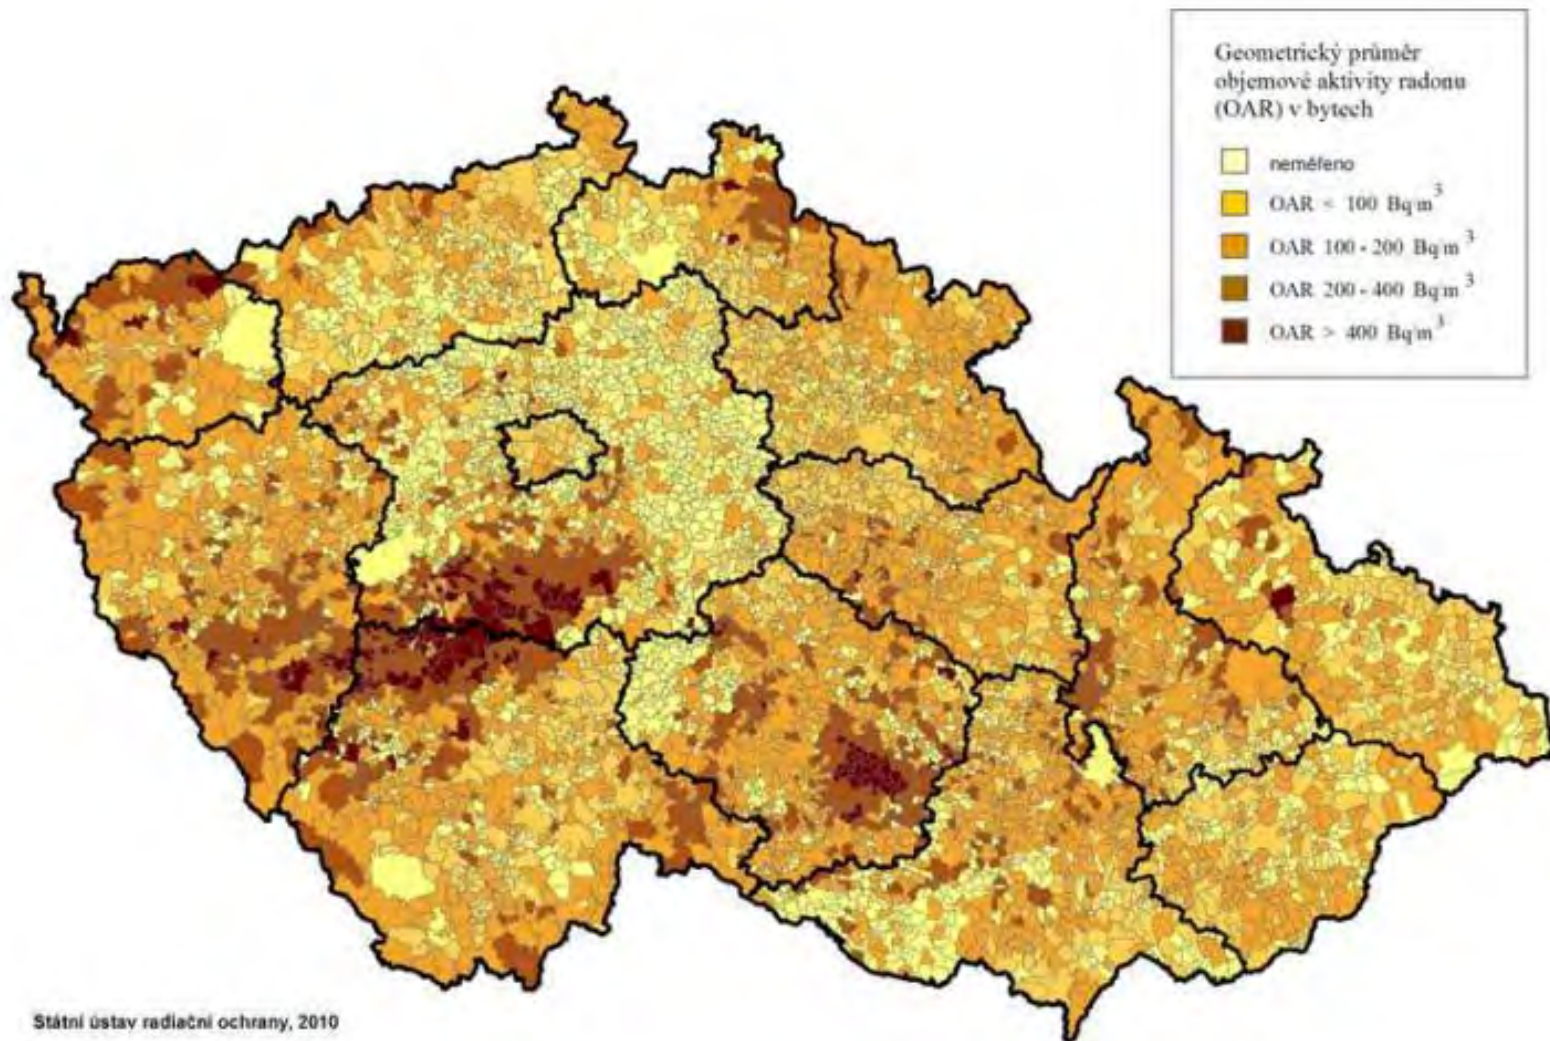 Geometrický průměr
objemové aktivity radonu
(OAR) v bytech
neměřeno
OAR < 100 Bq/m³
OAR 100 - 200 Bq/m³
OAR 200 - 400 Bq/m³
OAR > 400 Bq/m³
Státní ústav radiační ochrany, 2010